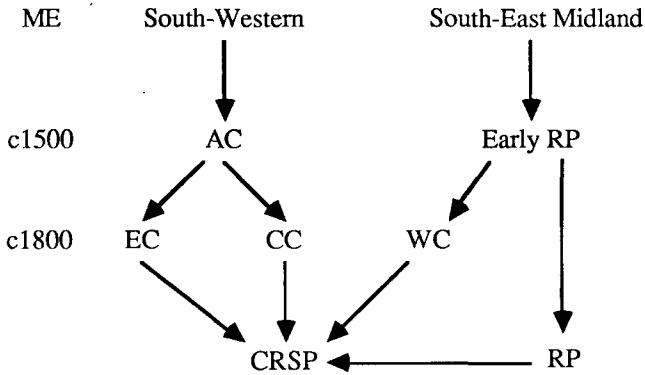 ME South-Western South-East Midland
c1500 AC Early RP
c1800 EC CC WC
CRSP RP